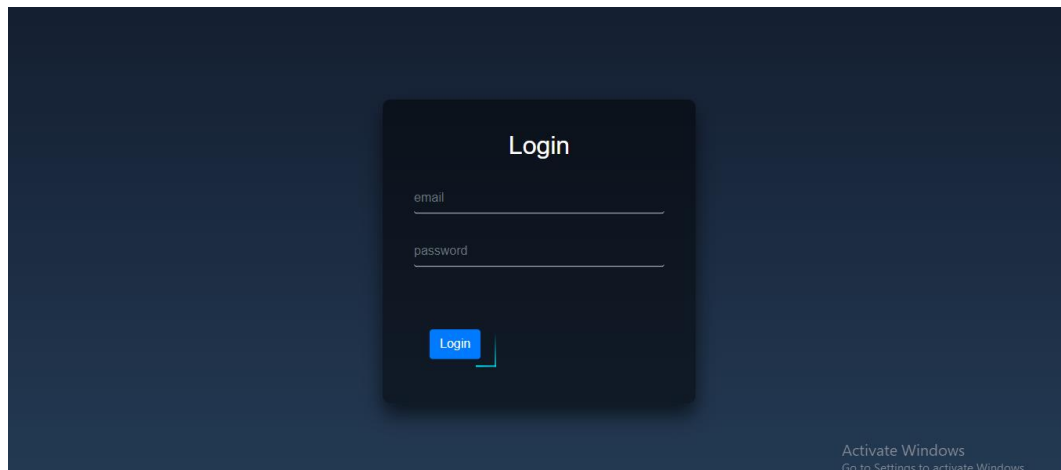 Login
email
password
Login
Activate Windows
Go to Settings to activate Windows.